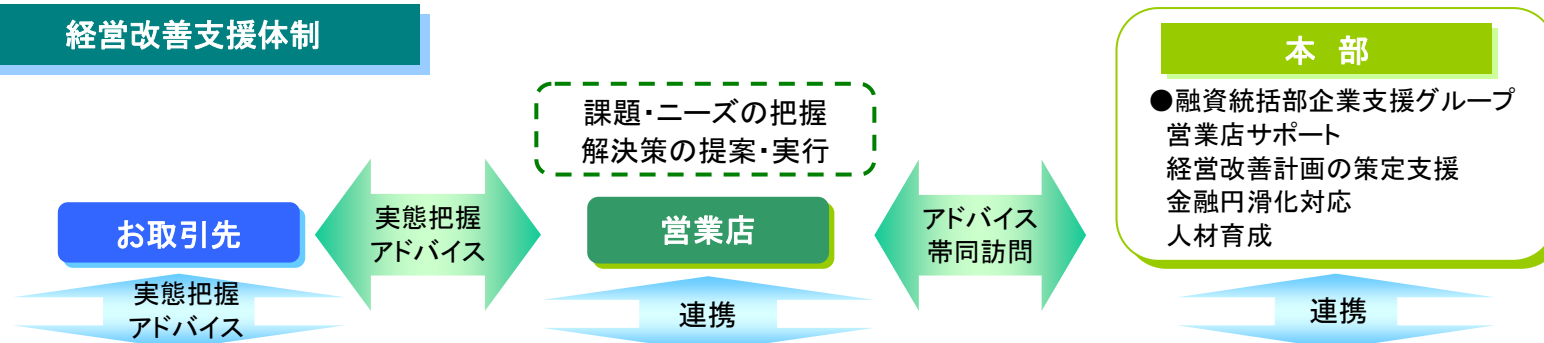 経営改善支援体制
本 部
●融資統括部企業支援グループ
営業店サポート
経営改善計画の策定支援
金融円滑化対応
人材育成
課題・ニーズの把握
解決策の提案・実行
お取引先
実態把握
アドバイス
営業店
アドバイス
帯同訪問
実態把握
アドバイス
連携
連携